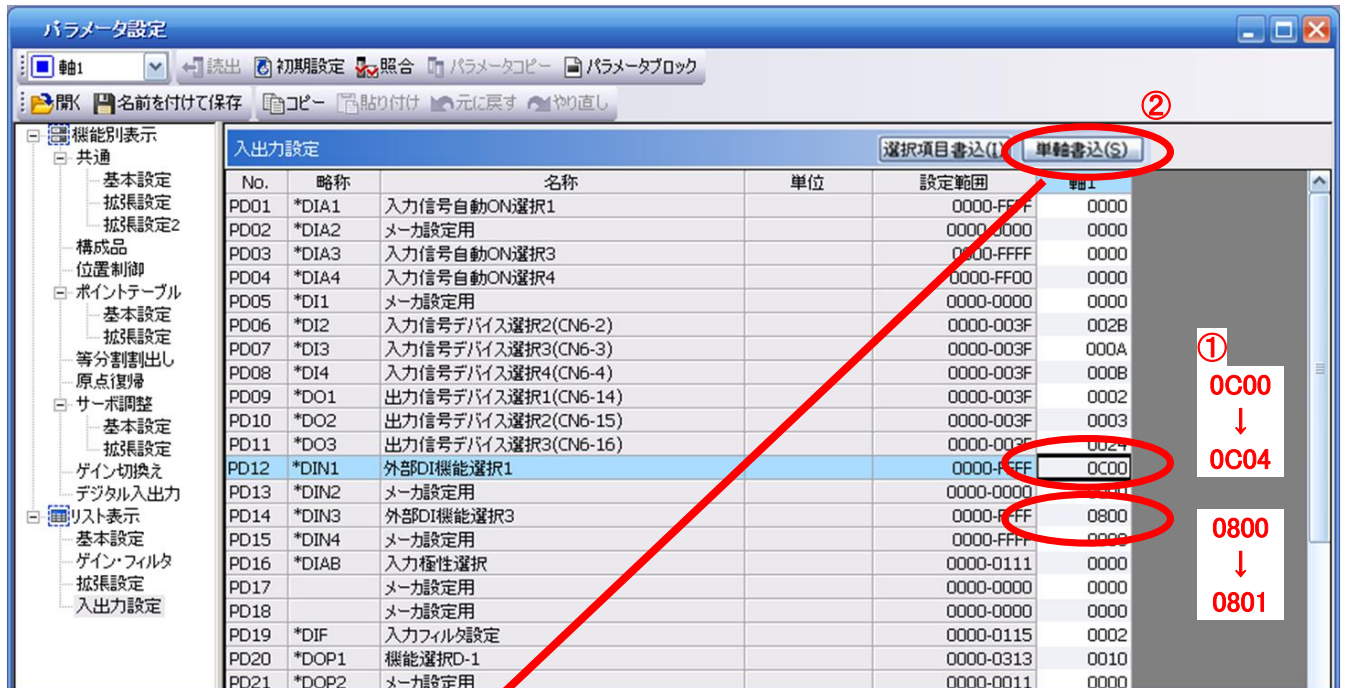 パラメータ設定
軸1 読出 初期設定 照合 パラメータコピー パラメータブロック
開く 名前を付けて保存 コピー 貼り付け 元に戻す やり直し
②
機能別表示
共通
基本設定
拡張設定
拡張設定2
構成品
位置制御
ポイントテーブル
基本設定
拡張設定
等分割割出し
原点復帰
サーボ調整
基本設定
拡張設定
ゲイン切換え
デジタル入出力
リスト表示
基本設定
ゲイン・フィルタ
拡張設定
入出力設定
入出力設定 選択項目書込(I) 単軸書込(S)
No. 略称 名称 単位 設定範囲 軸1
PD01 *DIA1 入力信号自動ON選択1 0000-FFFF 0000
PD02 *DIA2 メーカ設定用 0000-0000 0000
PD03 *DIA3 入力信号自動ON選択3 0000-FFFF 0000
PD04 *DIA4 入力信号自動ON選択4 0000-FF00 0000
PD05 *DI1 メーカ設定用 0000-0000 0000
PD06 *DI2 入力信号デバイス選択2(CN6-2) 0000-003F 002B
PD07 *DI3 入力信号デバイス選択3(CN6-3) 0000-003F 000A
PD08 *DI4 入力信号デバイス選択4(CN6-4) 0000-003F 000B
PD09 *DO1 出力信号デバイス選択1(CN6-14) 0000-003F 0002
PD10 *DO2 出力信号デバイス選択2(CN6-15) 0000-003F 0003
PD11 *DO3 出力信号デバイス選択3(CN6-16) 0000-003F 0024
PD12 *DIN1 外部DI機能選択1 0000-FFFF 0C00
PD13 *DIN2 メーカ設定用 0000-0000 0000
PD14 *DIN3 外部DI機能選択3 0000-FFFF 0800
PD15 *DIN4 メーカ設定用 0000-FFFF 0000
PD16 *DIAB 入力極性選択 0000-0111 0000
PD17 メーカ設定用 0000-0000 0000
PD18 メーカ設定用 0000-0000 0000
PD19 *DIF 入力フィルタ設定 0000-0115 0002
PD20 *DOP1 機能選択D-1 0000-0313 0010
PD21 *DOP2 メーカ設定用 0000-0011 0000
①
0C00
↓
0C04
0800
↓
0801